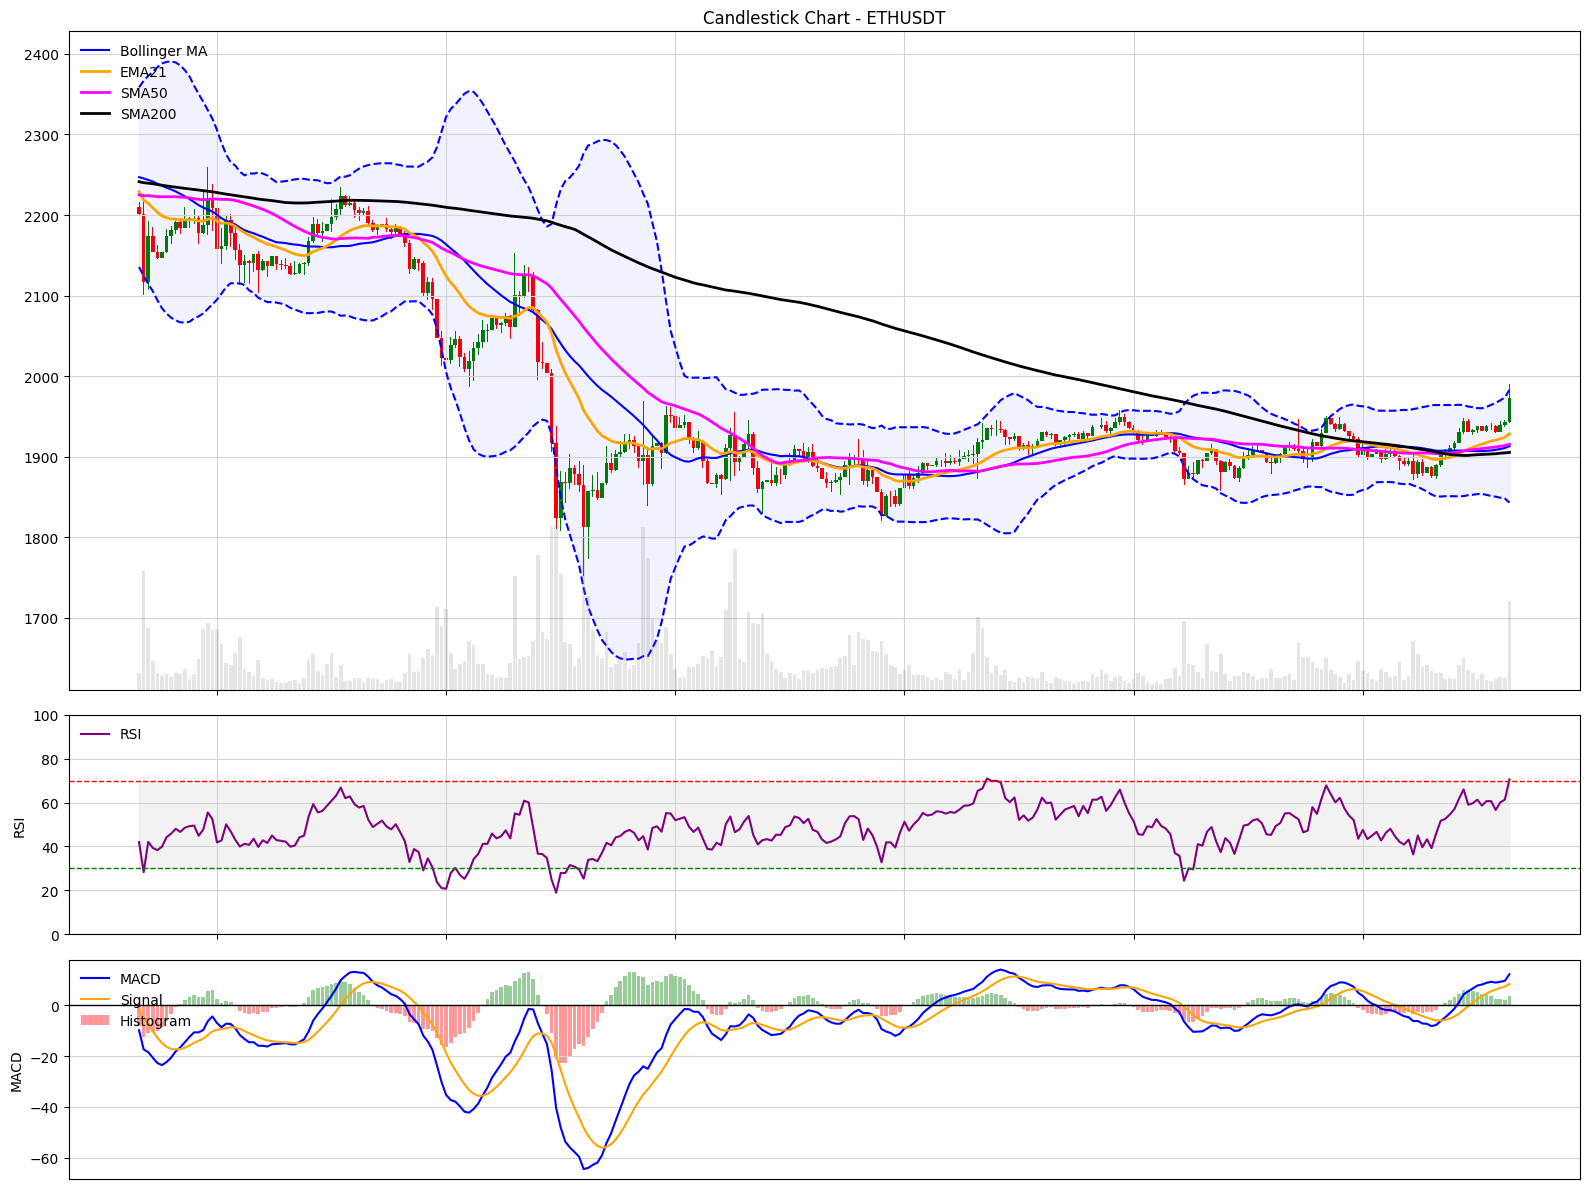 Candlestick Chart - ETHUSDT
Bollinger MA
EMA21
SMA50
SMA200
2400
2300
2200
2100
2000
1900
1800
1700
RSI
RSI
100
80
60
40
20
0
MACD
Signal
Histogram
MACD
0
−20
−40
−60